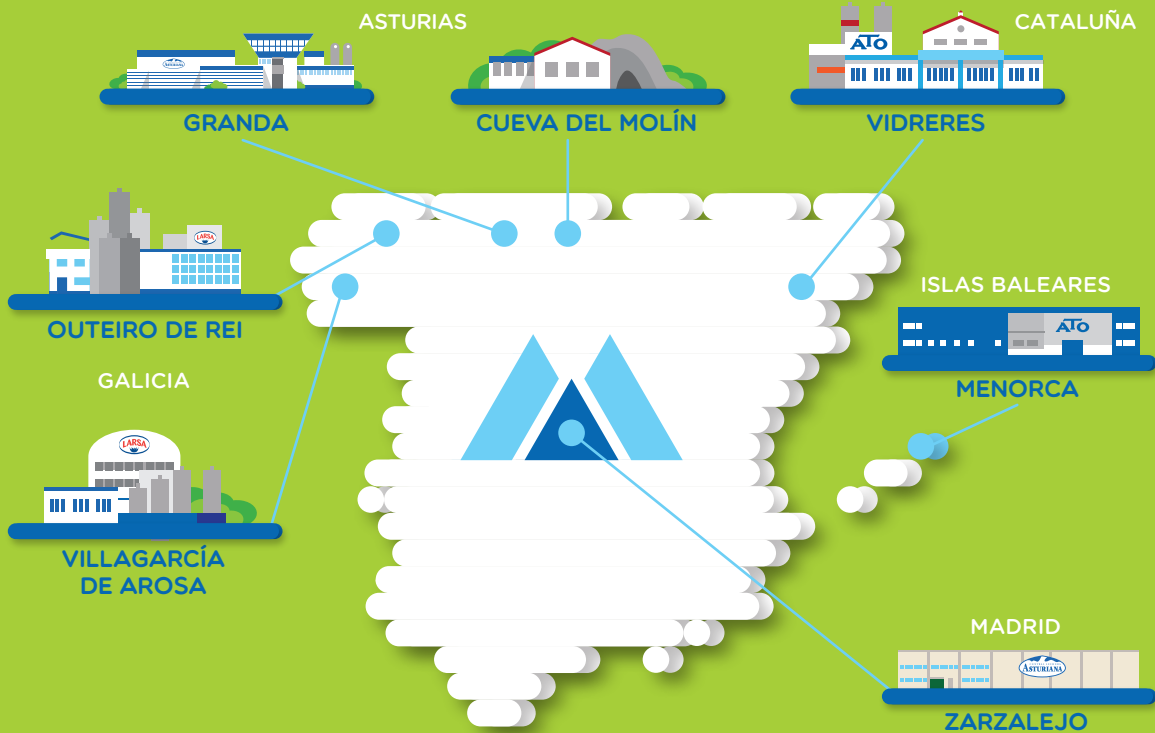 ASTURIAS
CATALUÑA
ASTURIANA
ATO
GRANDA
CUEVA DEL MOLÍN
VIDRERES
LARSA
OUTEIRO DE REI
ISLAS BALEARES
ATO
MENORCA
GALICIA
LARSA
VILLAGARCÍA
DE AROSA
MADRID
ASTURIANA
ZARZALEJO